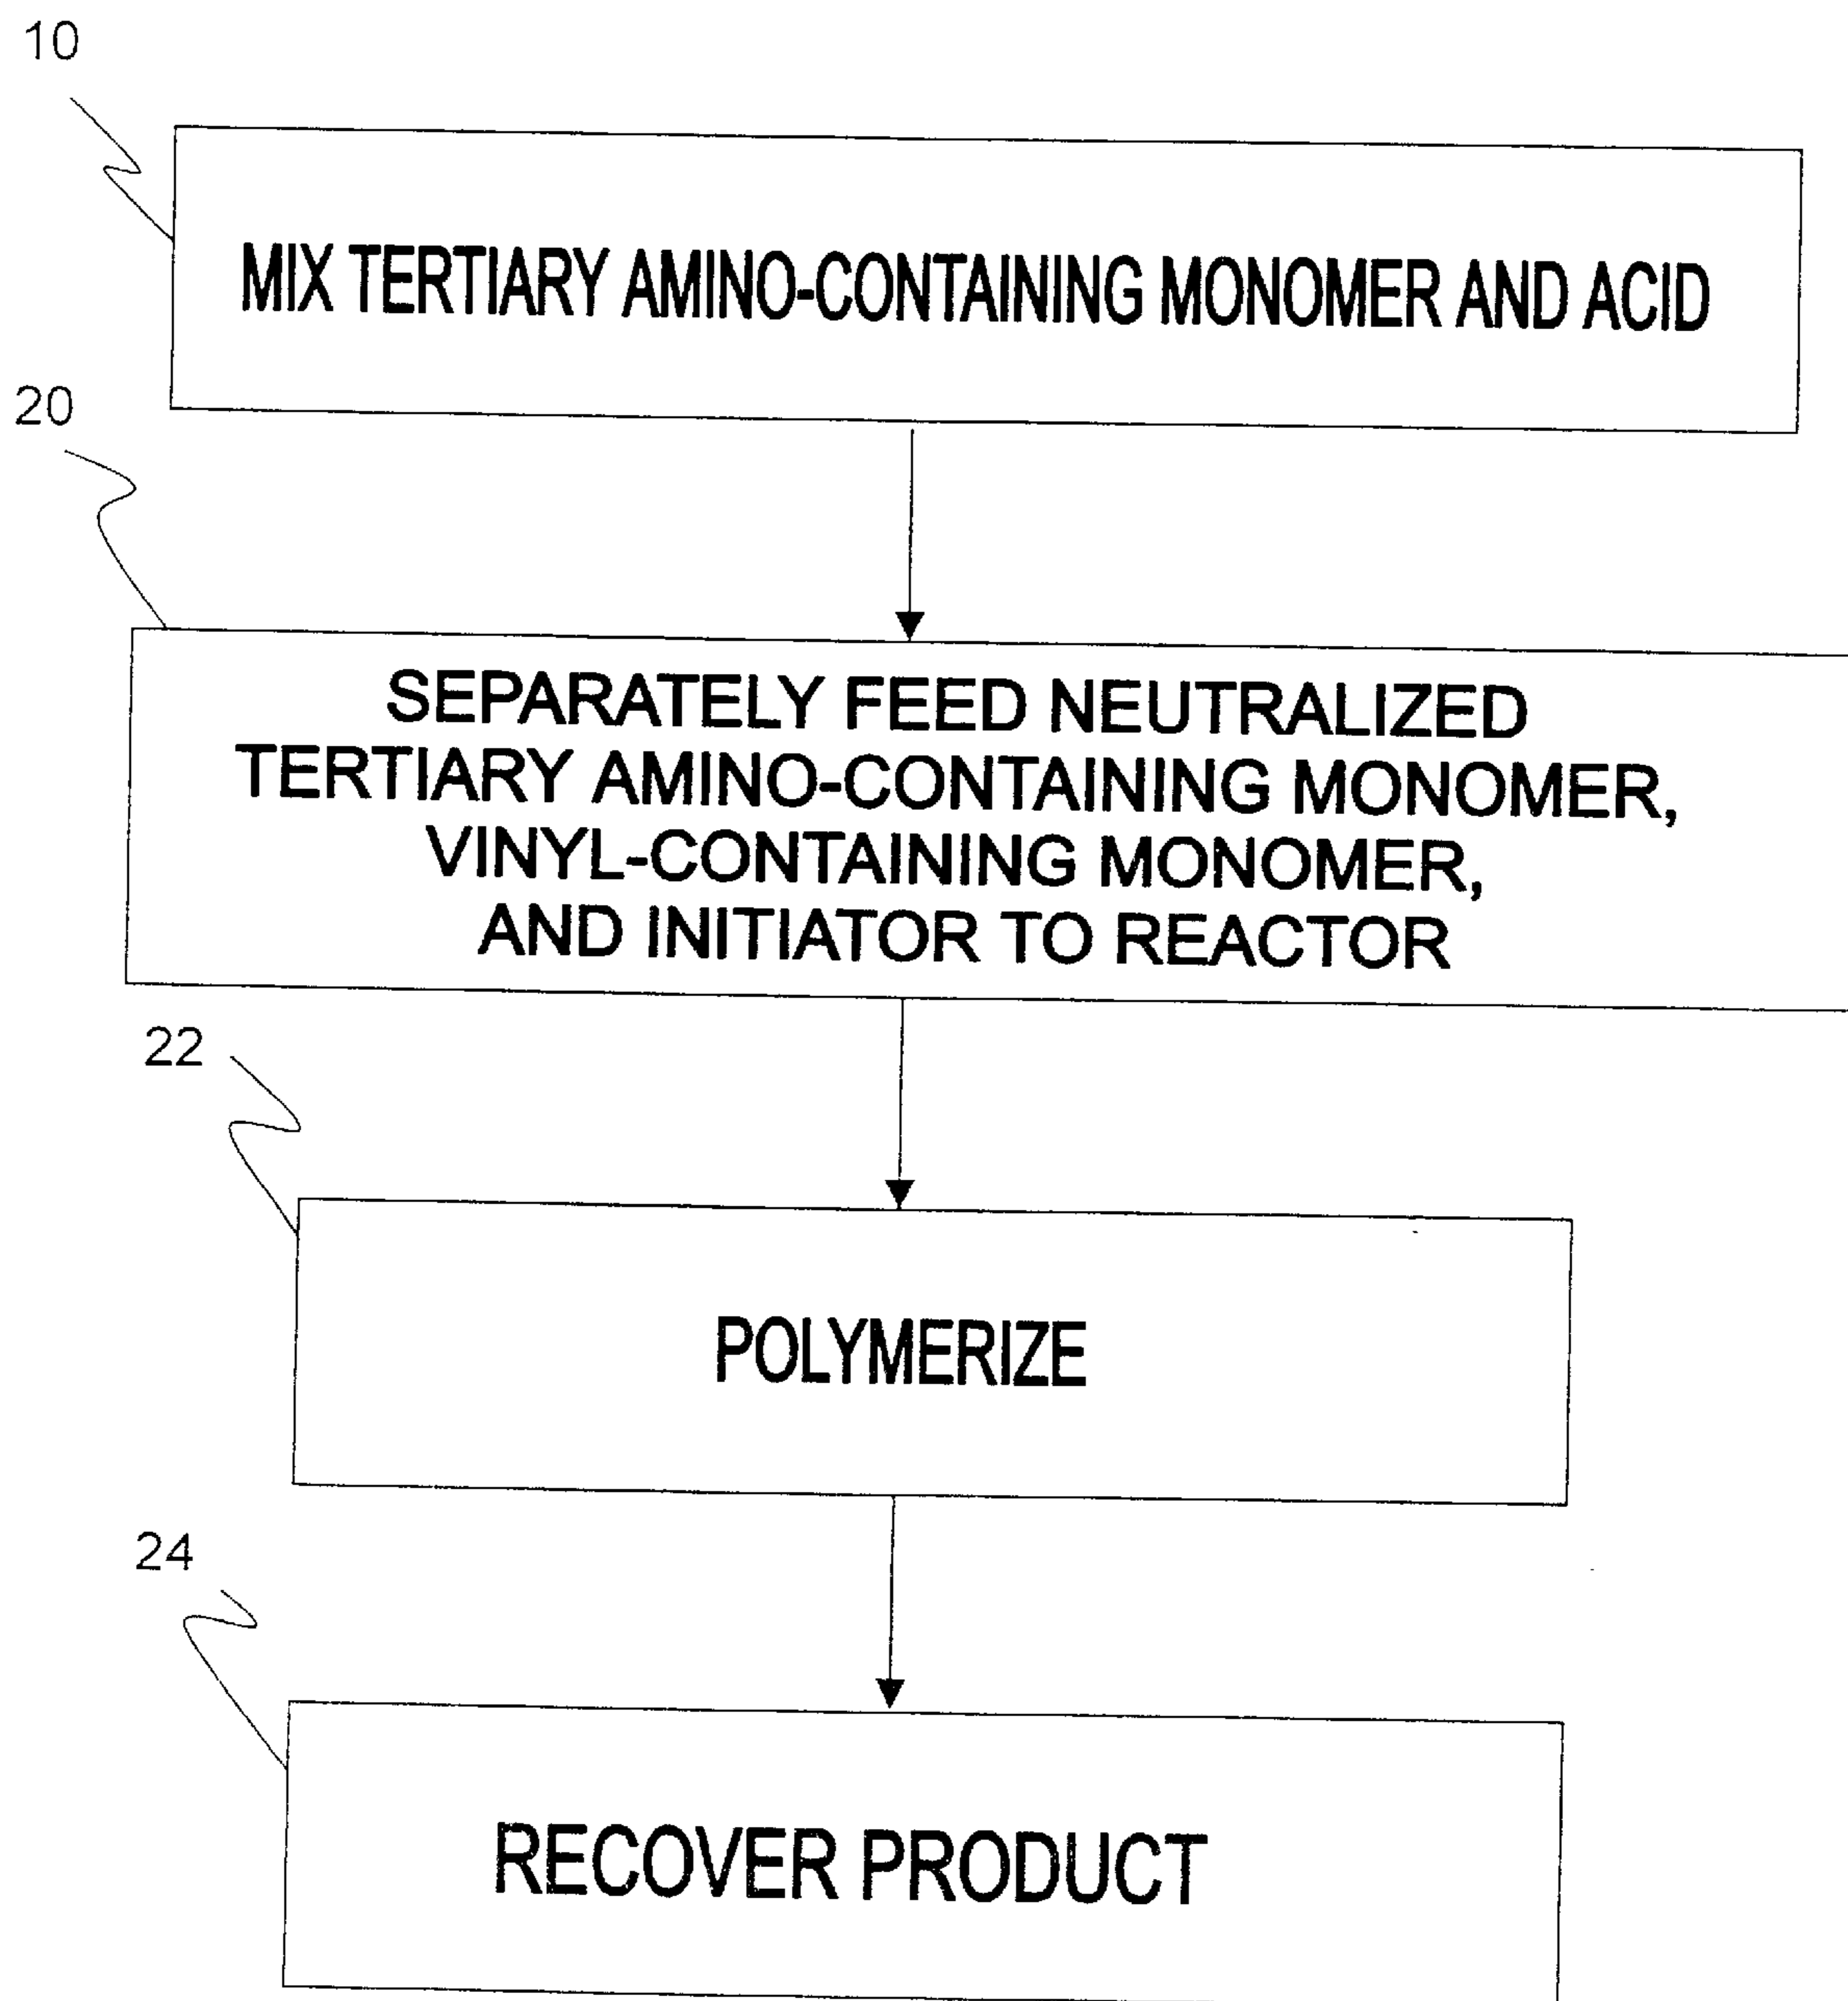 10
MIX TERTIARY AMINO-CONTAINING MONOMER AND ACID
20
SEPARATELY FEED NEUTRALIZED
TERTIARY AMINO-CONTAINING MONOMER,
VINYL-CONTAINING MONOMER,
AND INITIATOR TO REACTOR
22
POLYMERIZE
24
RECOVER PRODUCT